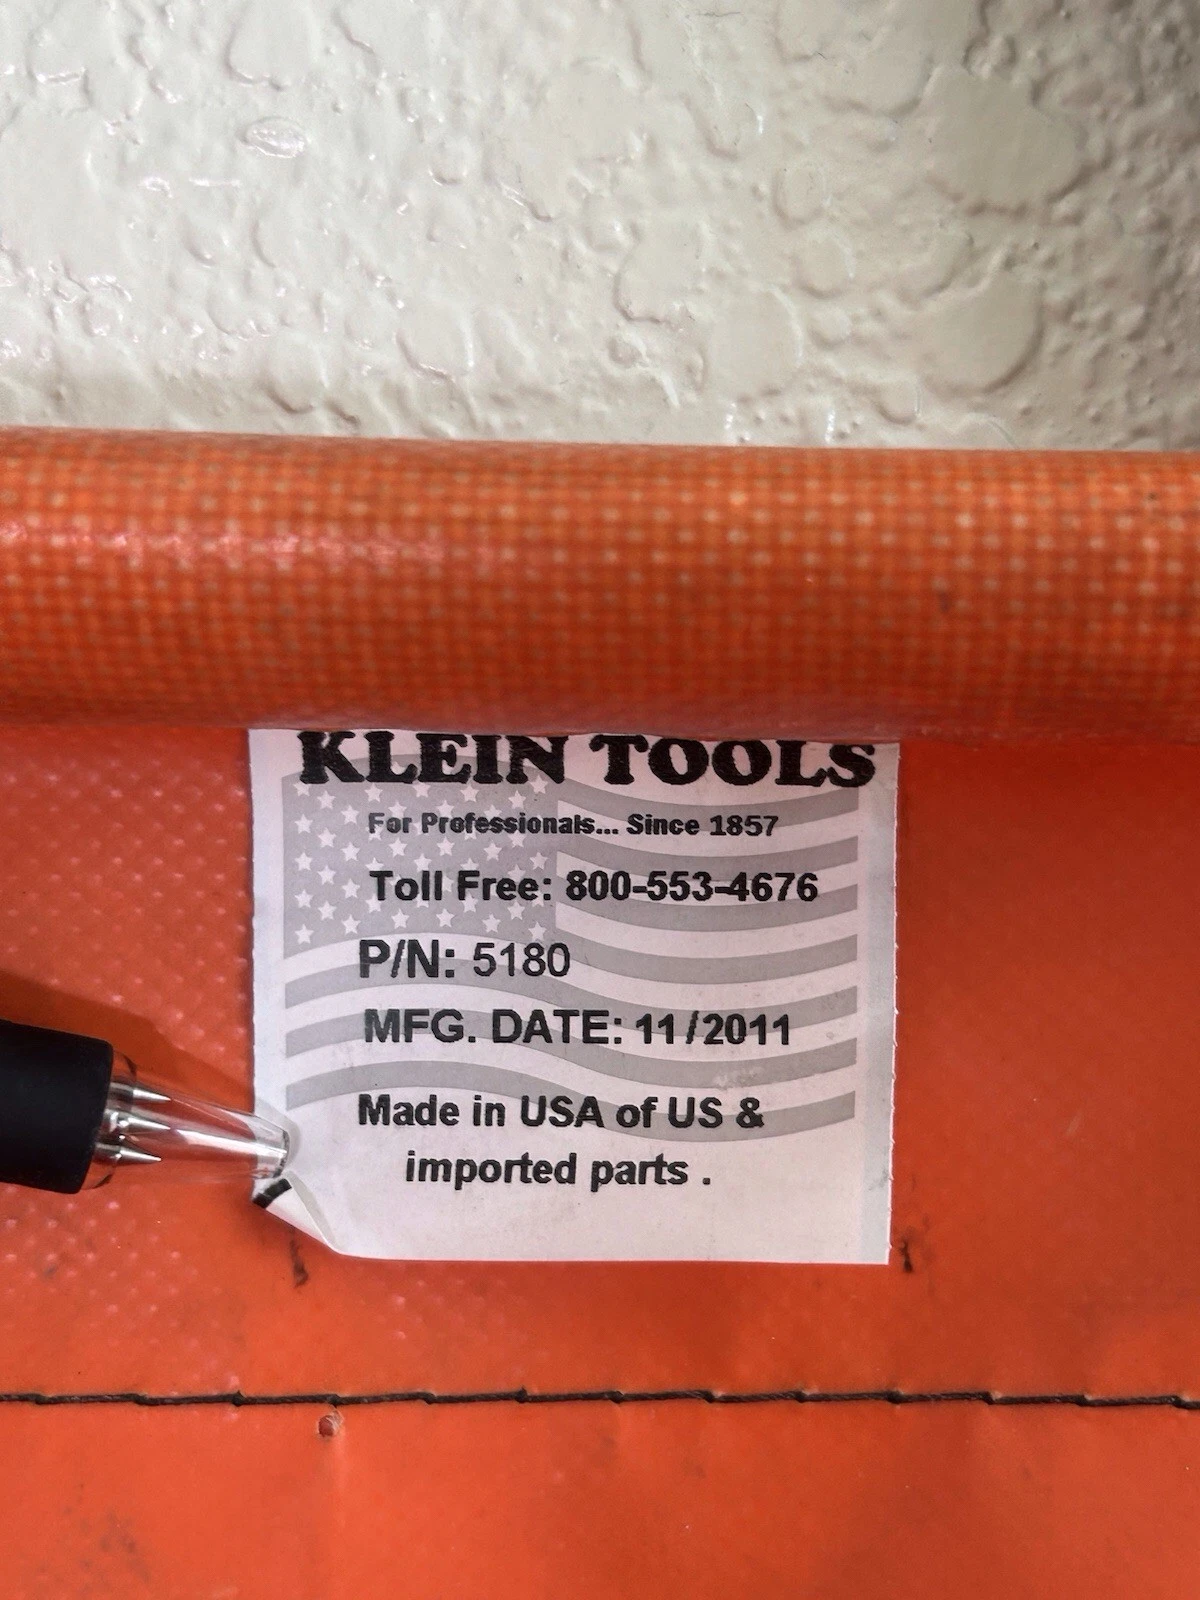 KLEIN TOOLS
For Professionals... Since 1857
Toll Free: 800-553-4676
P/N: 5180
MFG. DATE: 11/2011
Made in USA of US &
imported parts .